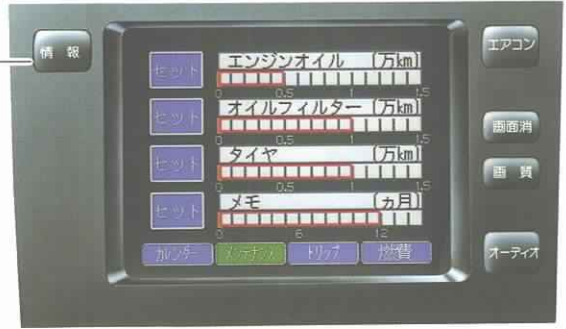 情 報
エアコン
画面消
画 質
オーディオ
セット
エンジンオイル (万km)
0 0.5 1 1.5
セット
オイルフィルター (万km)
0 0.5 1 1.5
セット
タイヤ (万km)
0 0.5 1 1.5
セット
メモ (ヵ月)
0 6 12
カレンダー メンテナンス トリップ 燃費